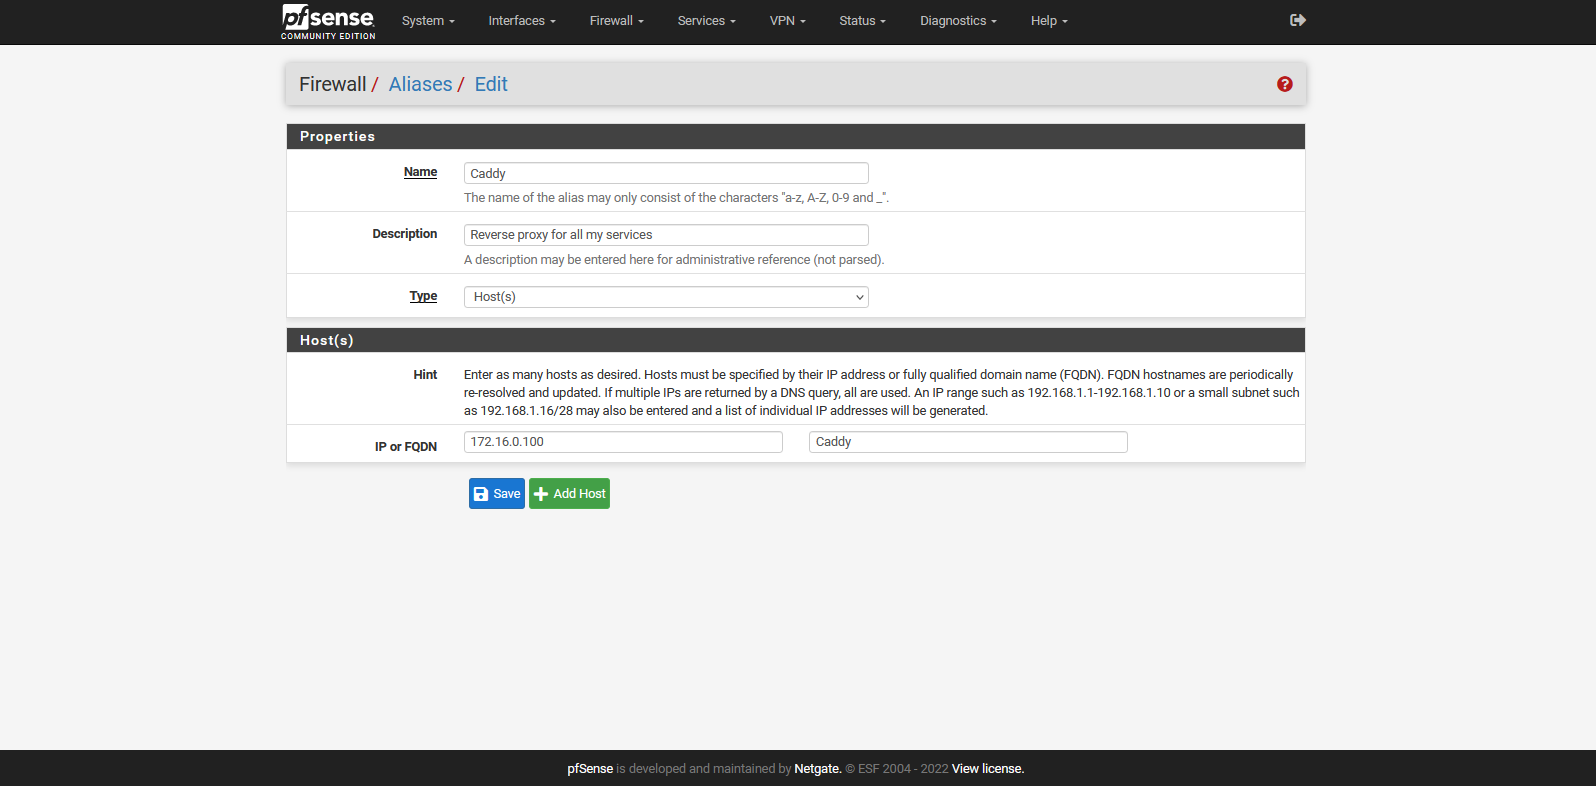 pfsense
COMMUNITY EDITION
System
Interfaces
Firewall
Services
VPN
Status
Diagnostics
Help
Firewall / Aliases / Edit
Properties
Name
Caddy
The name of the alias may only consist of the characters "a-z, A-Z, 0-9 and _".
Description
Reverse proxy for all my services
A description may be entered here for administrative reference (not parsed).
Type
Host(s)
Host(s)
Hint
Enter as many hosts as desired. Hosts must be specified by their IP address or fully qualified domain name (FQDN). FQDN hostnames are periodically
re-resolved and updated. If multiple IPs are returned by a DNS query, all are used. An IP range such as 192.168.1.1-192.168.1.10 or a small subnet such
as 192.168.1.16/28 may also be entered and a list of individual IP addresses will be generated.
IP or FQDN
172.16.0.100
Caddy
Save
Add Host
pfSense is developed and maintained by Netgate. © ESF 2004 - 2022 View license.